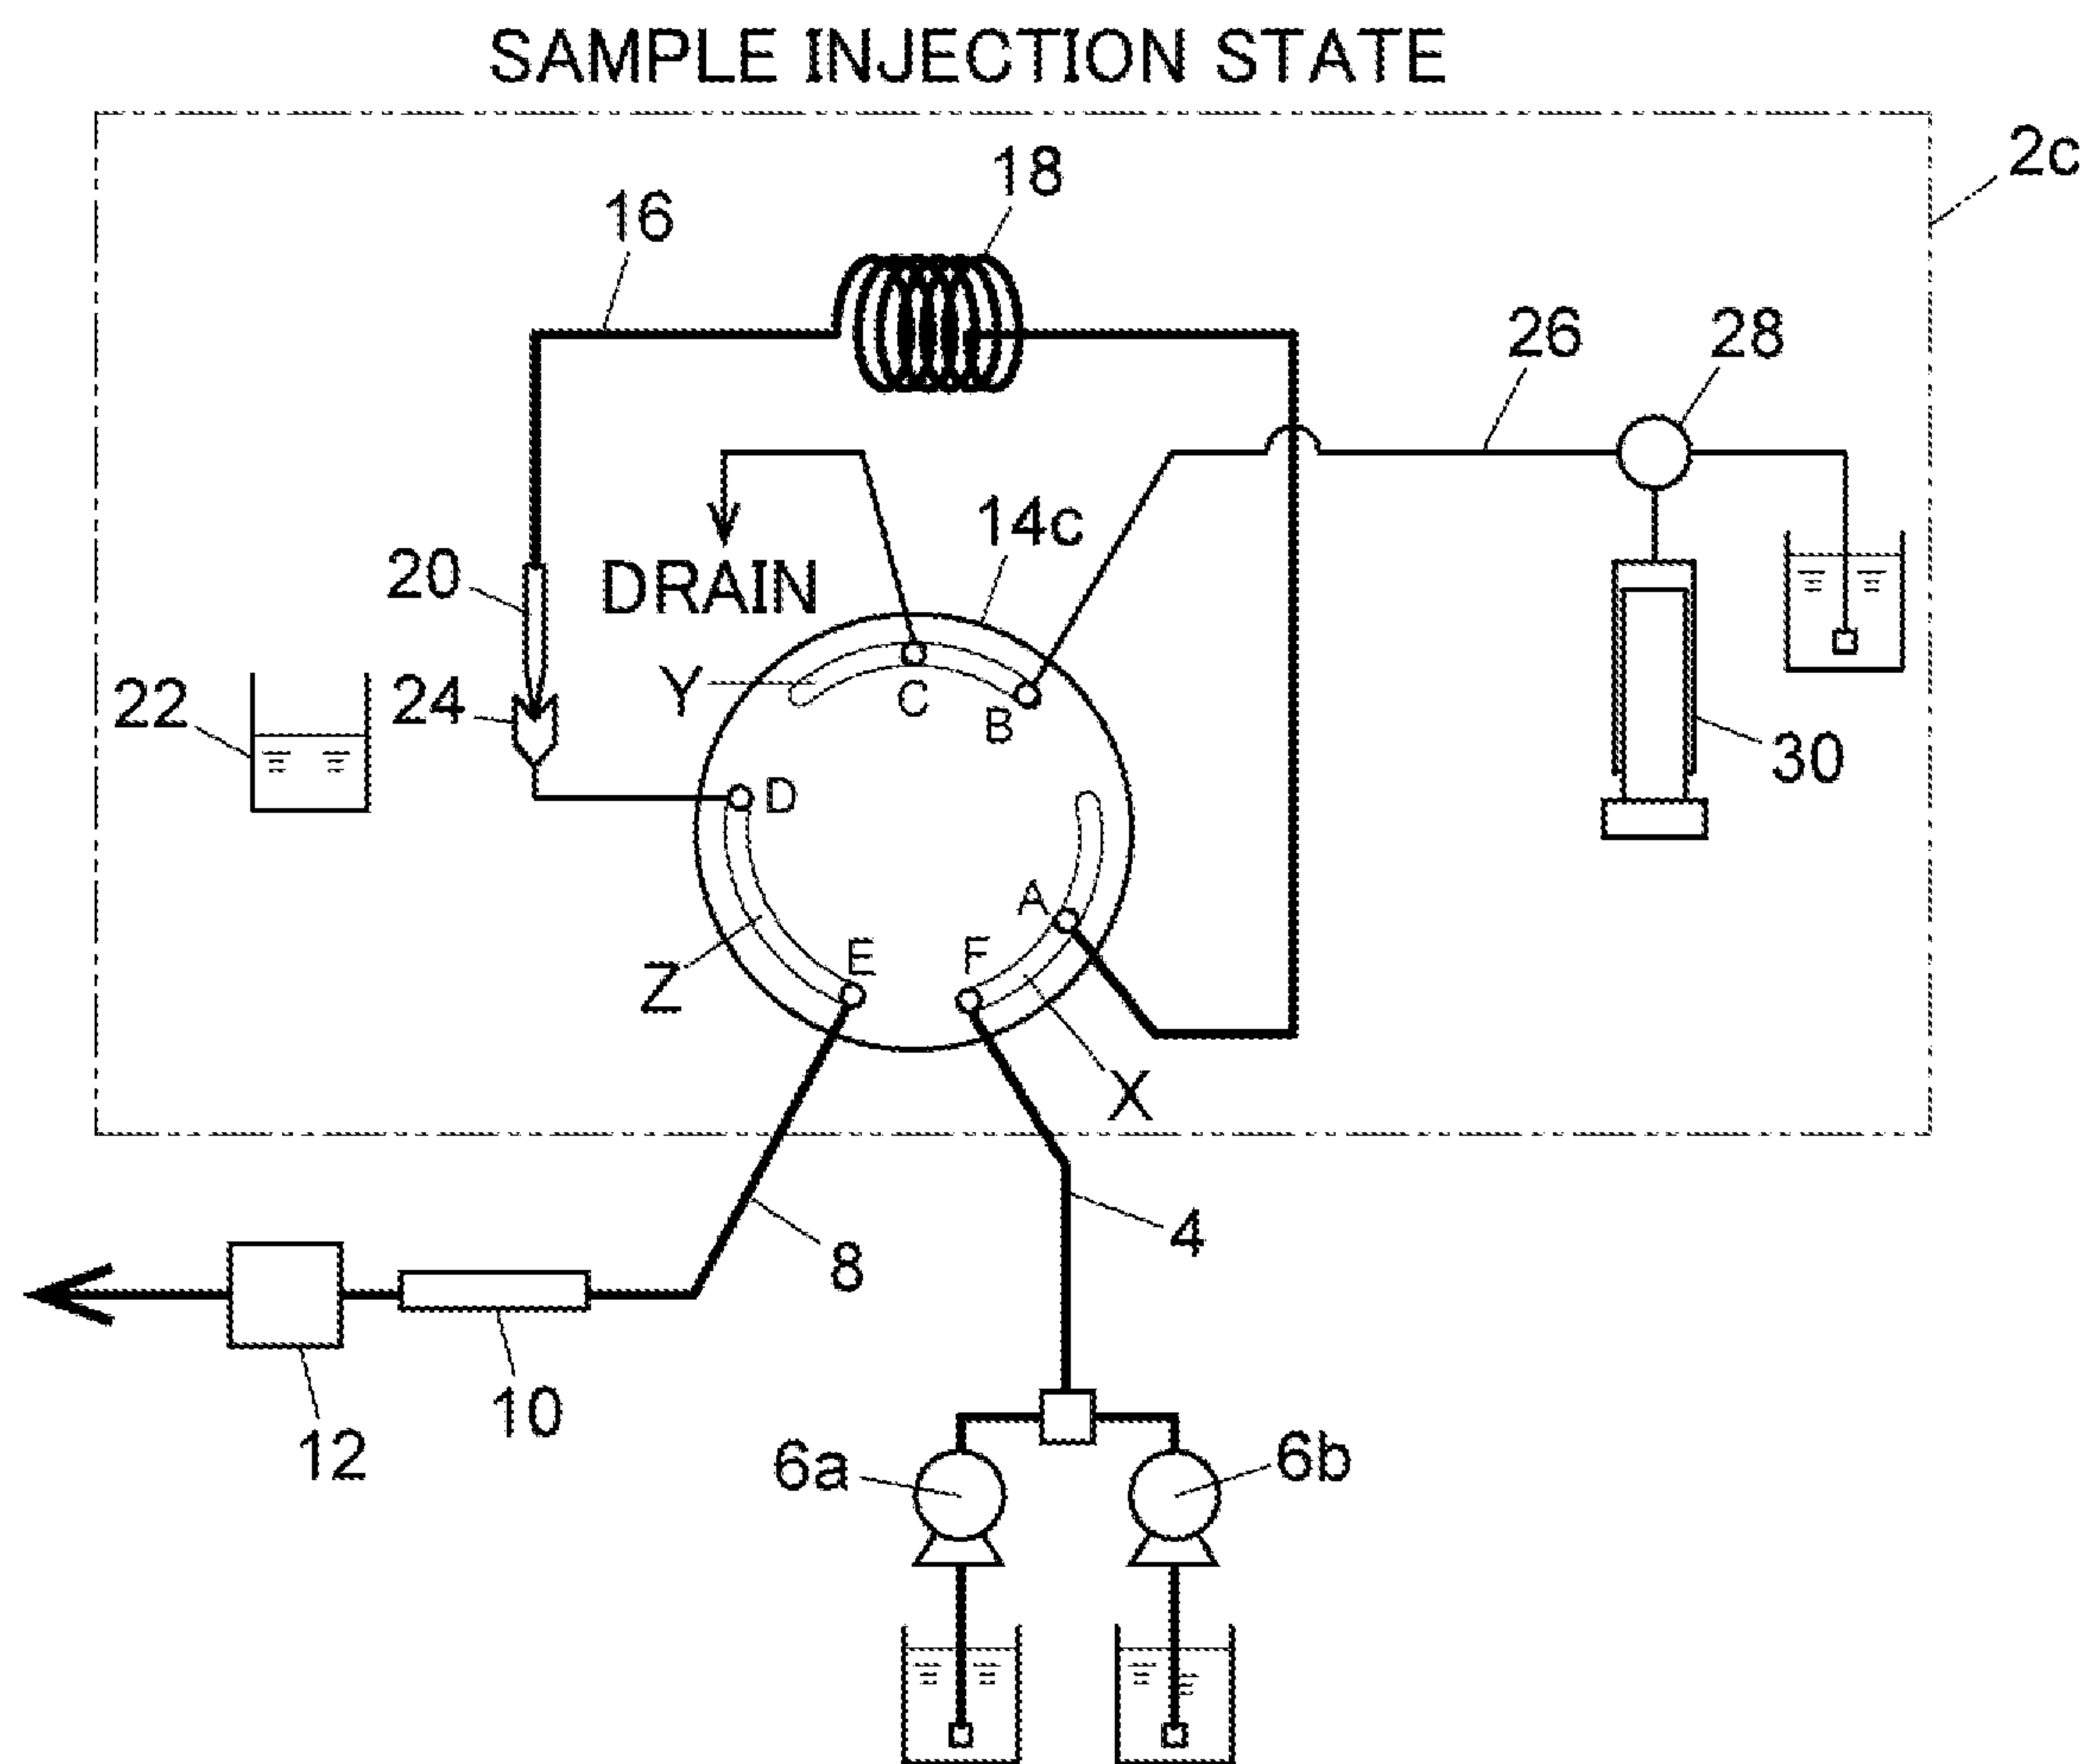 SAMPLE INJECTION STATE
2c
18
16
26
28
14c
20
DRAIN
22
24
Y
C
B
30
D
A
Z
E
F
X
8
4
12
10
6a
6b